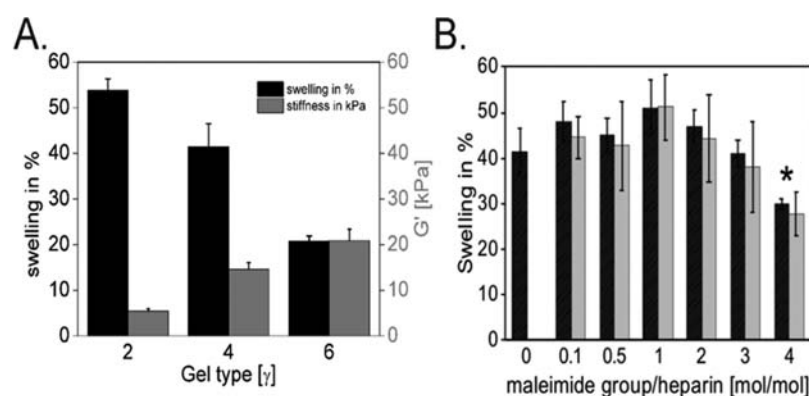 A.
60
50
40
30
20
10
0
swelling in %
swelling in %
stiffness in kPa
60
50
40
30
20
10
0
G' [kPa]
2 4 6
Gel type [γ]
B.
60
50
40
30
20
10
0
Swelling in %
*
0 0.1 0.5 1 2 3 4
maleimide group/heparin [mol/mol]